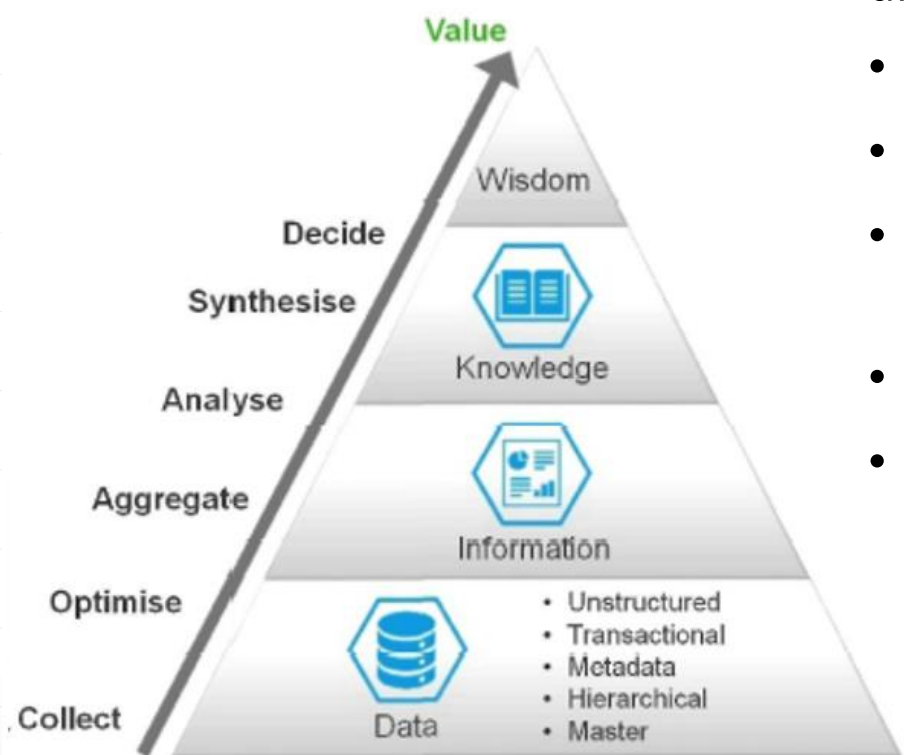 Value
Wisdom
Decide
Synthesise
Knowledge
Analyse
Aggregate
Information
Optimise
• Unstructured
• Transactional
• Metadata
• Hierarchical
• Master
Collect
Data